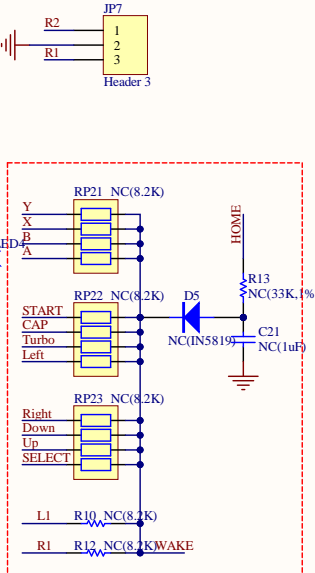 JP7
R2
1
2
R1
3
Header 3
RP21 NC(8.2K)
Y
X
ED4
B
A
HOME
R13
NC(33K,1%
RP22 NC(8.2K)
D5
START
CAP
NC(IN5819)
C21
Turbo
NC(1uF)
Left
RP23 NC(8.2K)
Right
Down
Up
SELECT
L1
R10 NC(8.2K)
R1
R12 NC(8.2K)
WAKE